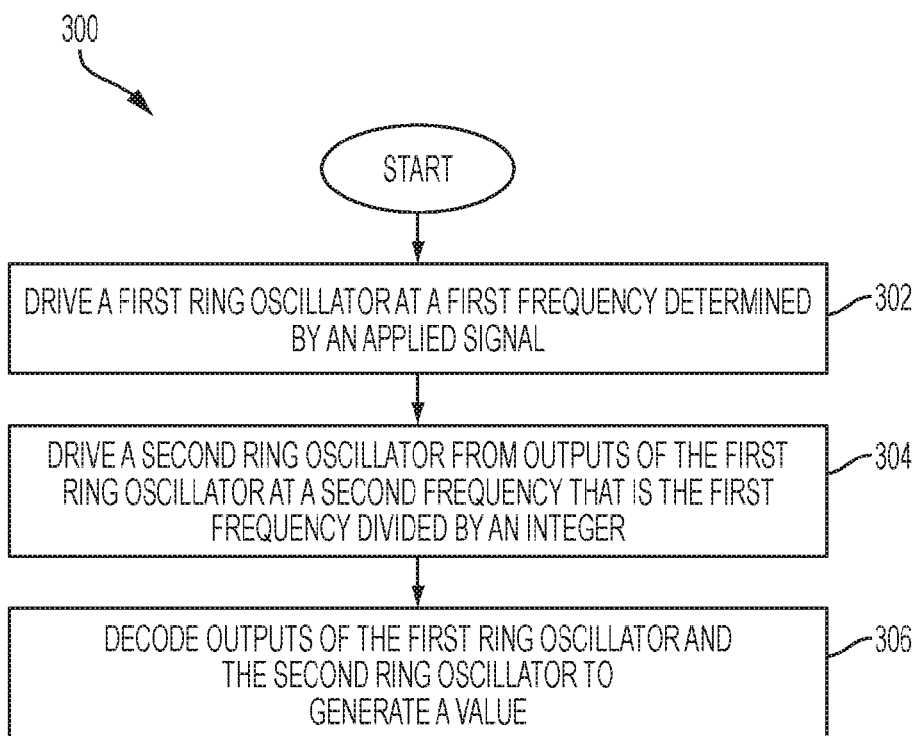 300
START
DRIVE A FIRST RING OSCILLATOR AT A FIRST FREQUENCY DETERMINED
BY AN APPLIED SIGNAL
302
DRIVE A SECOND RING OSCILLATOR FROM OUTPUTS OF THE FIRST
RING OSCILLATOR AT A SECOND FREQUENCY THAT IS THE FIRST
FREQUENCY DIVIDED BY AN INTEGER
304
DECODE OUTPUTS OF THE FIRST RING OSCILLATOR AND
THE SECOND RING OSCILLATOR TO
GENERATE A VALUE
306